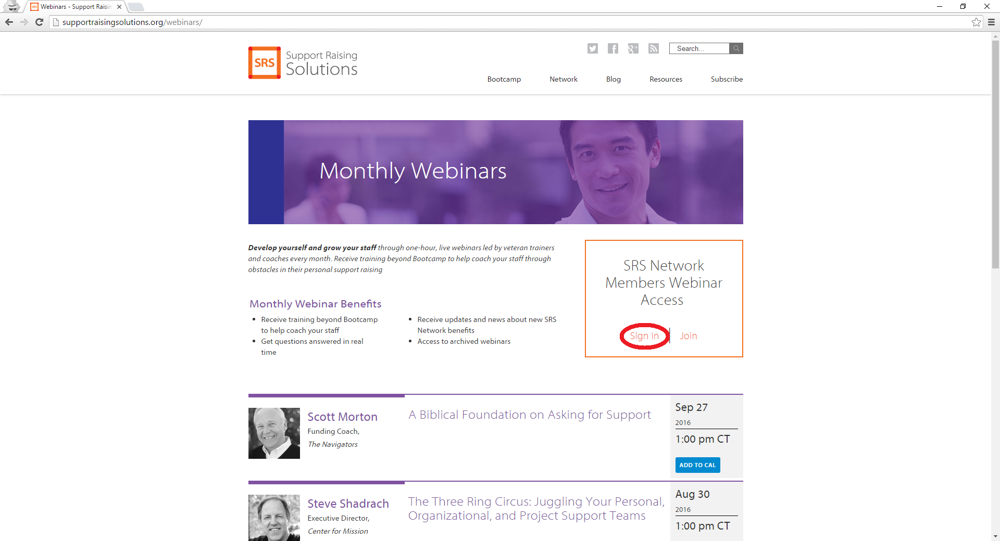 Webinars - Support Raisin
supportraisingsolutions.org/webinars/
SRS
Support Raising
Solutions
Search...
Bootcamp
Network
Blog
Resources
Subscribe
Monthly Webinars
Develop yourself and grow your staff through one-hour, live webinars led by veteran trainers
and coaches every month. Receive training beyond Bootcamp to help coach your staff through
obstacles in their personal support raising
SRS Network
Members Webinar
Access
Sign In | Join
Monthly Webinar Benefits
• Receive training beyond Bootcamp
to help coach your staff
• Get questions answered in real
time
• Receive updates and news about new SRS
Network benefits
• Access to archived webinars
Scott Morton
Funding Coach,
The Navigators
A Biblical Foundation on Asking for Support
Sep 27
2016
1:00 pm CT
ADD TO CAL
Steve Shadrach
Executive Director,
Center for Mission
The Three Ring Circus: Juggling Your Personal,
Organizational, and Project Support Teams
Aug 30
2016
1:00 pm CT